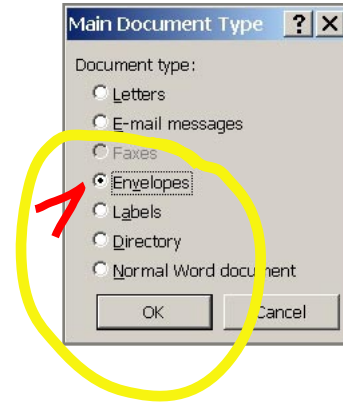 Main Document Type ? X
Document type:
Letters
E-mail messages
Faxes
Envelopes
Labels
Directory
Normal Word document
OK Cancel